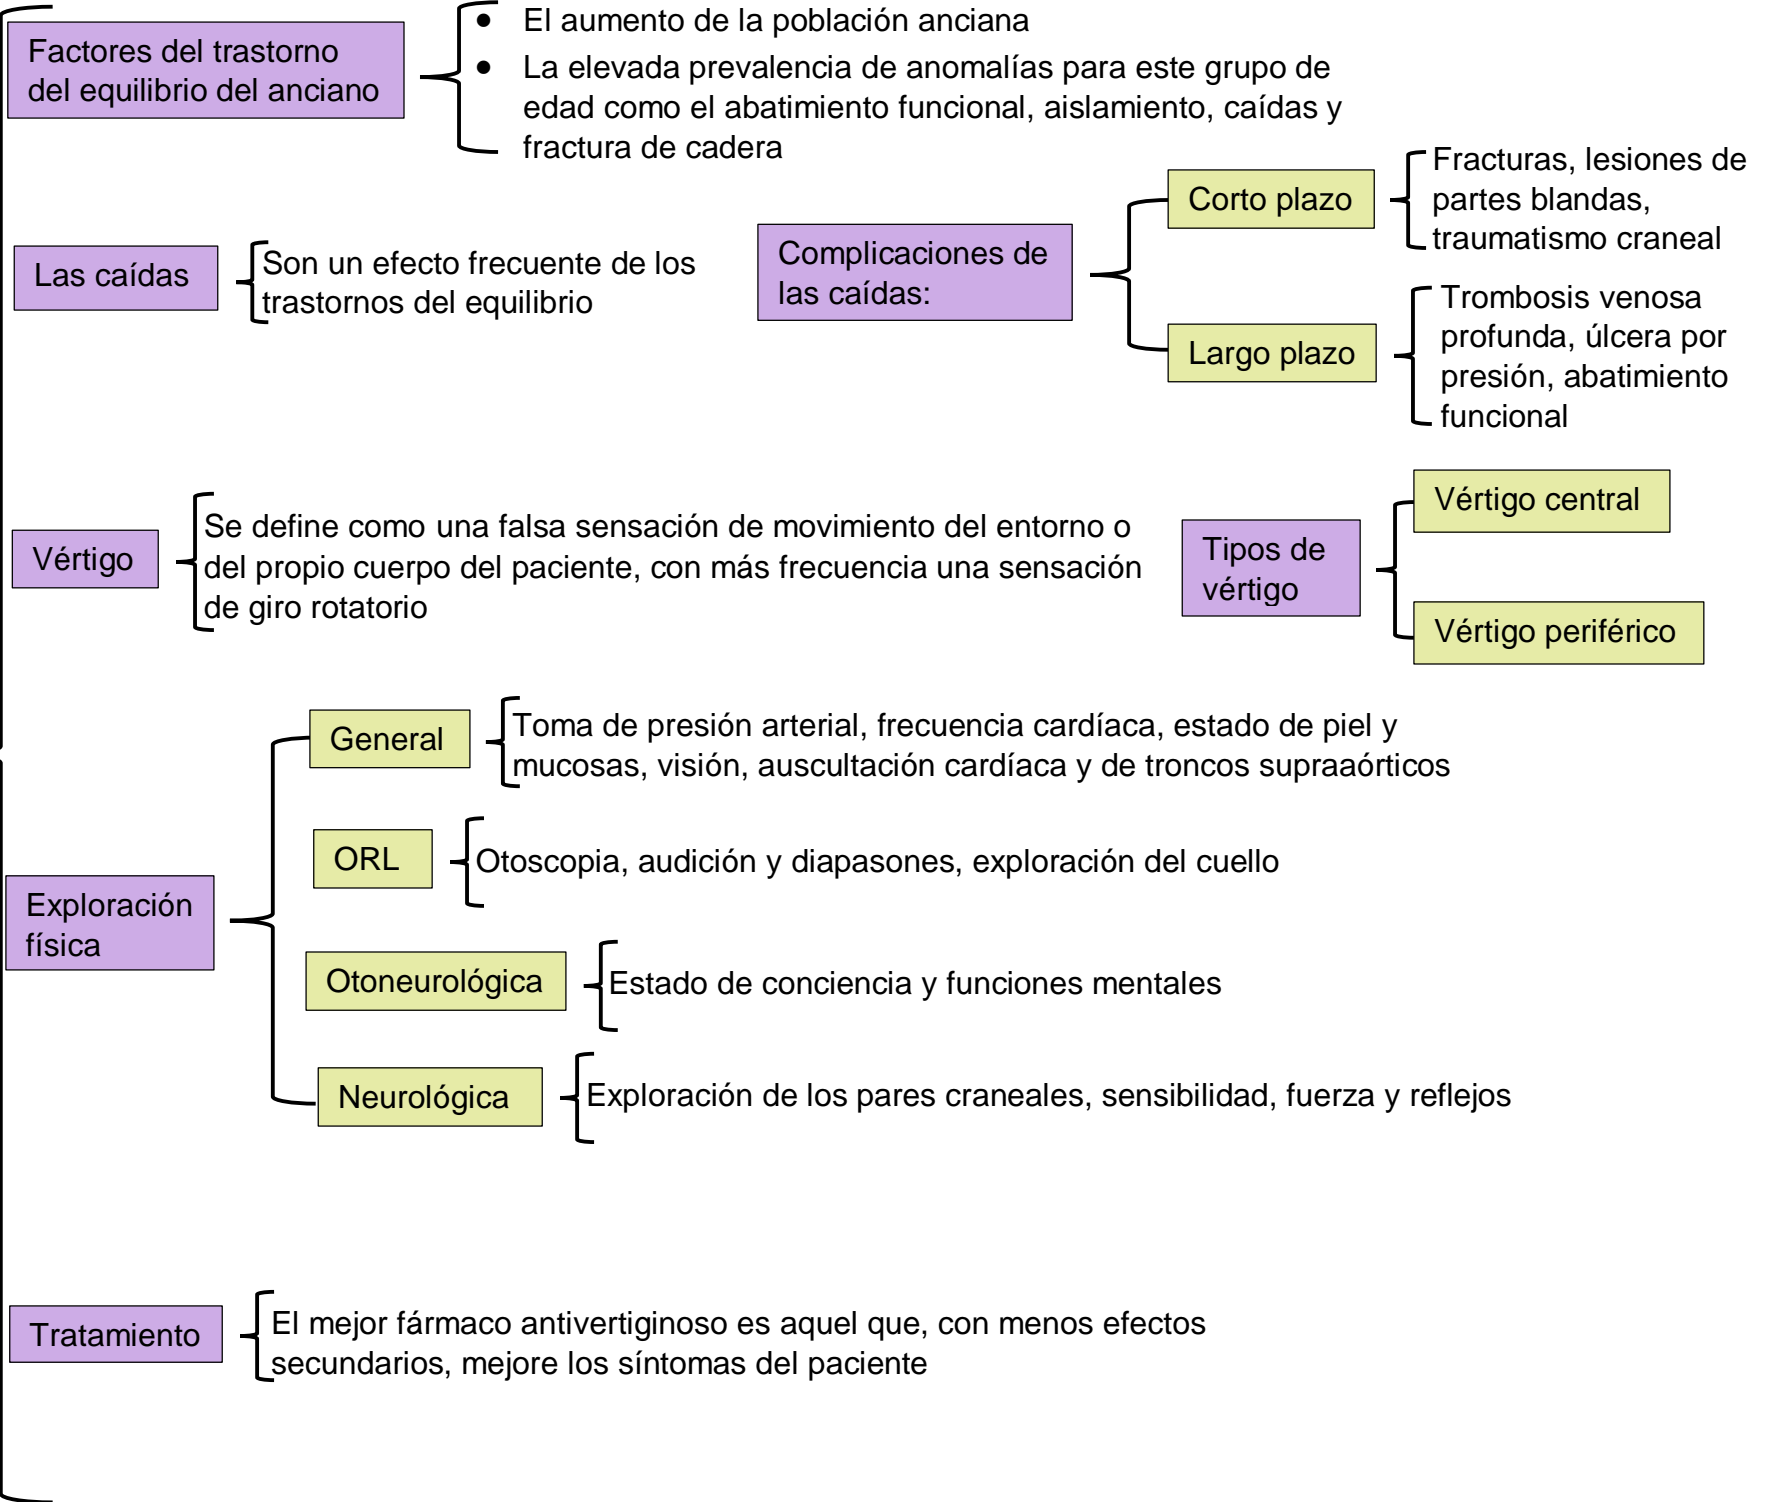 Factores del trastorno
del equilibrio del anciano
• El aumento de la población anciana
• La elevada prevalencia de anomalías para este grupo de
edad como el abatimiento funcional, aislamiento, caídas y
fractura de cadera
Las caídas
Son un efecto frecuente de los
trastornos del equilibrio
Complicaciones de
las caídas:
Corto plazo
Fracturas, lesiones de
partes blandas,
traumatismo craneal
Largo plazo
Trombosis venosa
profunda, úlcera por
presión, abatimiento
funcional
Vértigo
Se define como una falsa sensación de movimiento del entorno o
del propio cuerpo del paciente, con más frecuencia una sensación
de giro rotatorio
Tipos de
vértigo
Vértigo central
Vértigo periférico
Exploración
física
General
Toma de presión arterial, frecuencia cardíaca, estado de piel y
mucosas, visión, auscultación cardíaca y de troncos supraaórticos
ORL
Otoscopia, audición y diapasones, exploración del cuello
Otoneurológica
Estado de conciencia y funciones mentales
Neurológica
Exploración de los pares craneales, sensibilidad, fuerza y reflejos
Tratamiento
El mejor fármaco antivertiginoso es aquel que, con menos efectos
secundarios, mejore los síntomas del paciente